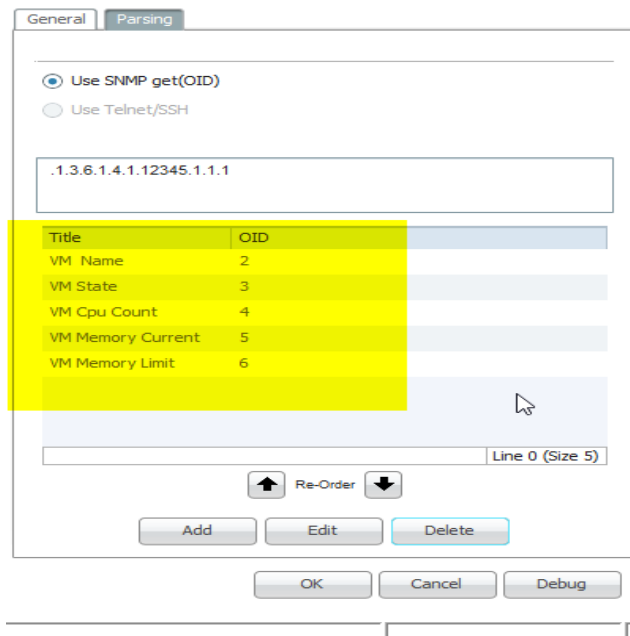 General Parsing
Use SNMP get(OID)
Use Telnet/SSH
.1.3.6.1.4.1.12345.1.1.1
Title OID
VM Name 2
VM State 3
VM Cpu Count 4
VM Memory Current 5
VM Memory Limit 6
Line 0 (Size 5)
Re-Order
Add Edit Delete
OK Cancel Debug